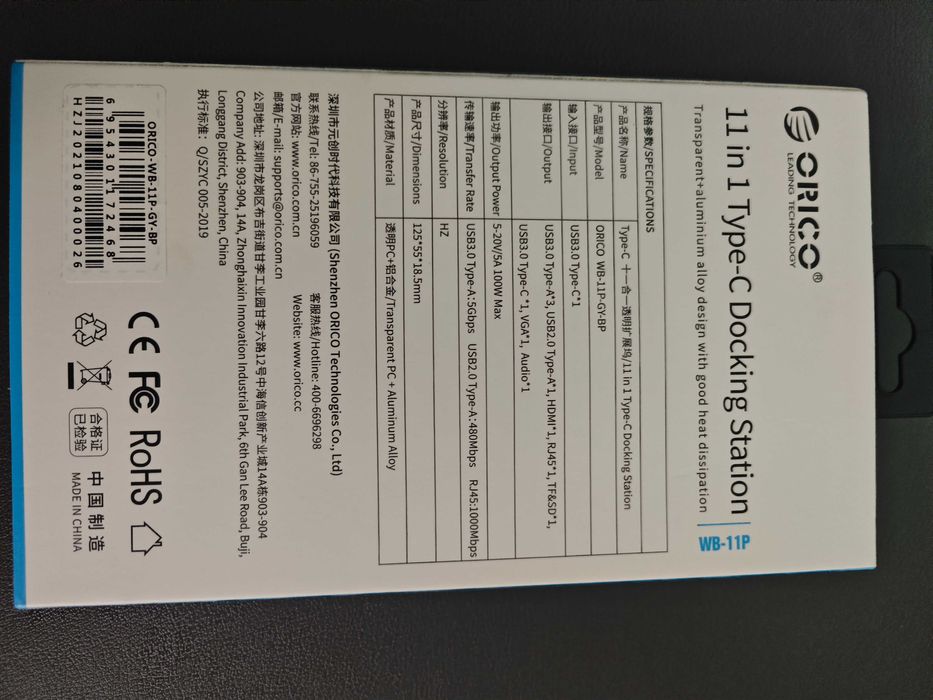 ORICO®
LEADING TECHNOLOGY
11 in 1 Type-C Docking Station
WB-11P
Transparent+aluminium alloy design with good heat dissipation
规格参数/SPECIFICATIONS
产品名称/Name Type-C 十一合一透明扩展坞/11 in 1 Type-C Docking Station
产品型号/Model ORICO WB-11P-GY-BP
输入接口/Input USB3.0 Type-C*1
输出接口/Output USB3.0 Type-A*3, USB2.0 Type-A*1, HDMI*1, RJ45*1, TF&SD*1,
USB3.0 Type-C *1, VGA*1, Audio*1
输出功率/Output Power 5-20V/5A 100W Max
传输速率/Transfer Rate USB3.0 Type-A:5Gbps USB2.0 Type-A:480Mbps RJ45:1000Mbps
分辨率/Resolution HZ
产品尺寸/Dimensions 125*55*18.5mm
产品材质/Material 透明PC+铝合金/Transparent PC + Aluminum Alloy
深圳市元创时代科技有限公司 (Shenzhen ORICO Technologies Co., Ltd)
联系热线/Tel: 86-755-25196059 客服热线/Hotline: 400-6696298
官方网站: www.orico.com.cn Website: www.orico.cc
邮箱/E-mail: supports@orico.com.cn
公司地址: 深圳市龙岗区布吉街道甘李工业园甘李六路12号中海信创新产业城14A栋903-904
Company Add: 903-904, 14A, Zhonghaixin Innovation Industrial Park, 6th Gan Lee Road, Buji,
Longgang District, Shenzhen, China
执行标准: Q/SZYC 005-2019
ORICO-WB-11P-GY-BP
6 954301 172468
HZJ20210804000026
CE FC RoHS
合格证
已检验
中国制造
MADE IN CHINA